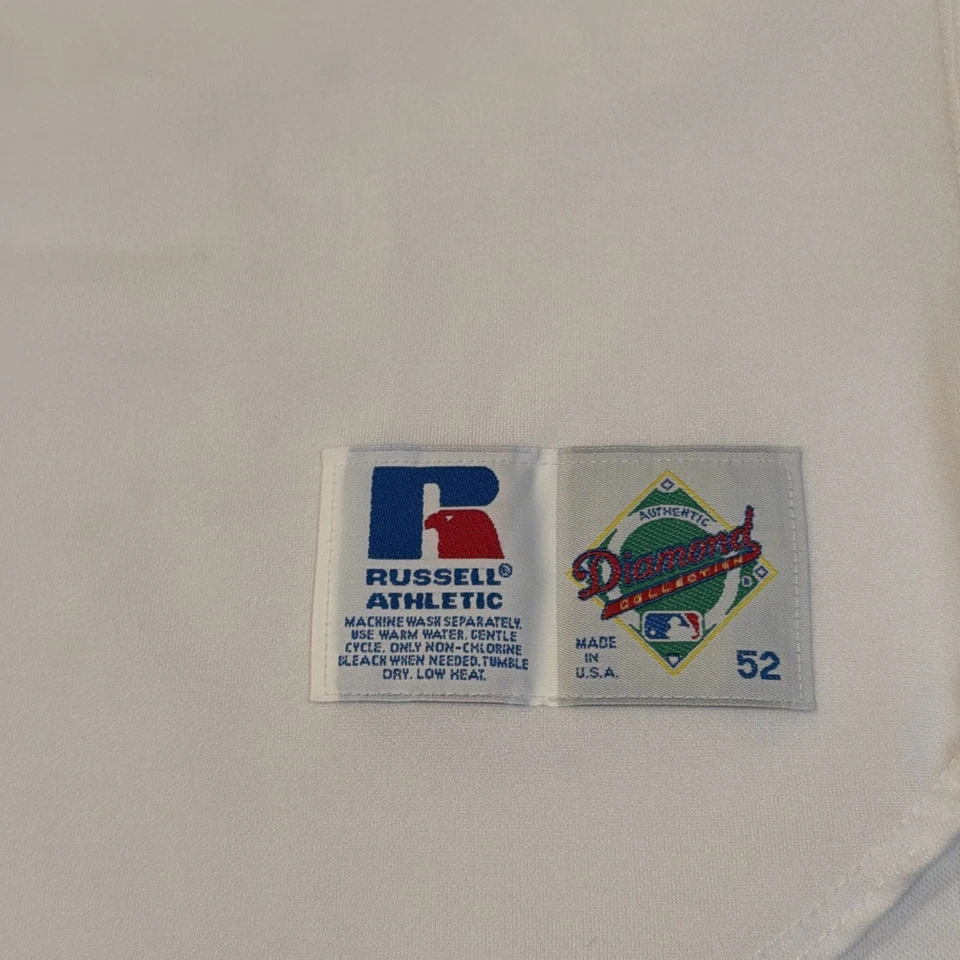 RUSSELL®
ATHLETIC
MACHINE WASH SEPARATELY.
USE WARM WATER. GENTLE
CYCLE. ONLY NON-CHLORINE
BLEACH WHEN NEEDED. TUMBLE
DRY. LOW HEAT.
AUTHENTIC
Diamond
COLLECTION
MADE
IN
U.S.A.
52